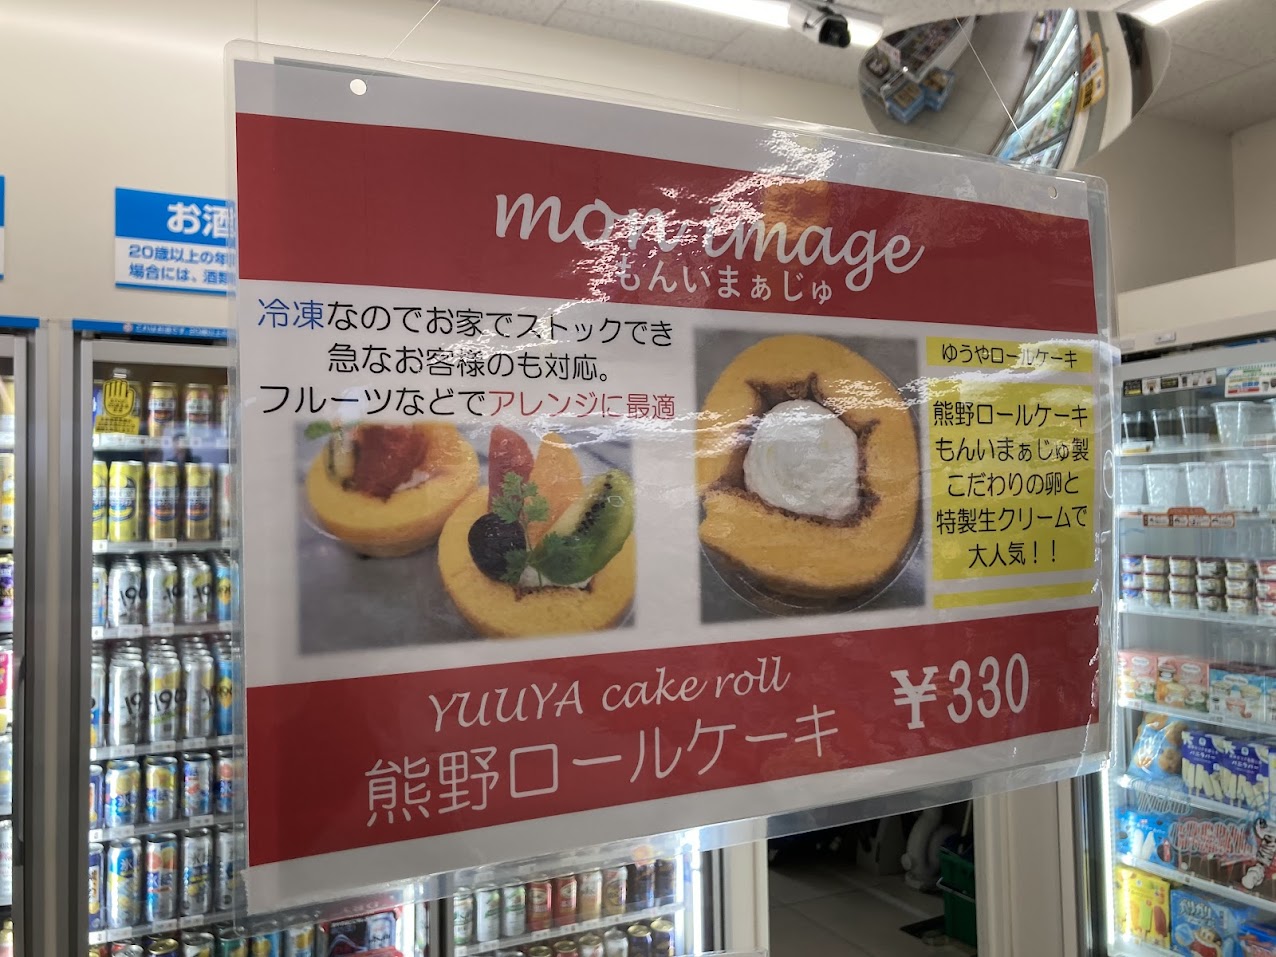 mon image
もんいまぁじゅ
冷凍なのでお家でストックでき
急なお客様のも対応。
フルーツなどでアレンジに最適
ゆうやロールケーキ
熊野ロールケーキ
もんいまぁじゅ製
こだわりの卵と
特製生クリームで
大人気！！
YUUYA cake roll
熊野ロールケーキ
￥330
お酒
20歳以上の年
場合には、酒類